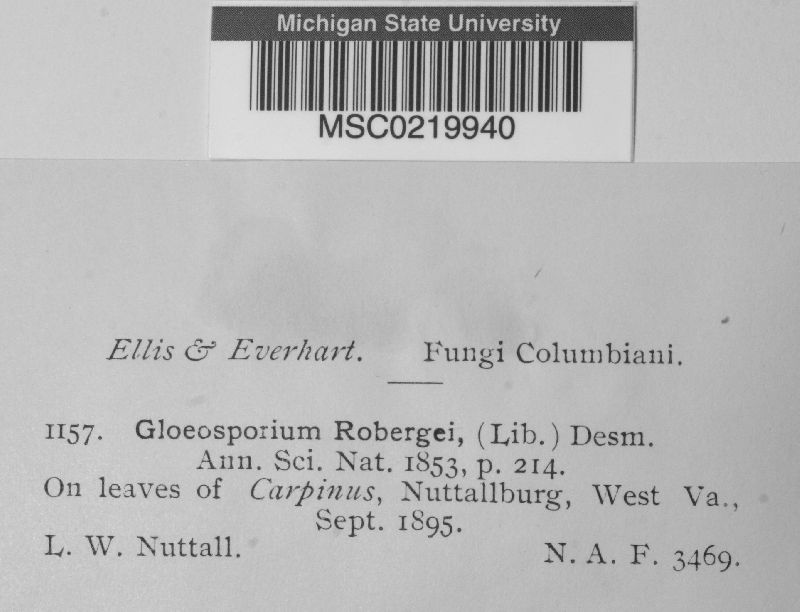 Michigan State University
MSC0219940
Ellis & Everhart. Fungi Columbiani.
1157. Gloeosporium Robergei, (Lib.) Desm.
Ann. Sci. Nat. 1853, p. 214.
On leaves of Carpinus, Nuttallburg, West Va.,
Sept. 1895.
L. W. Nuttall. N. A. F. 3469.